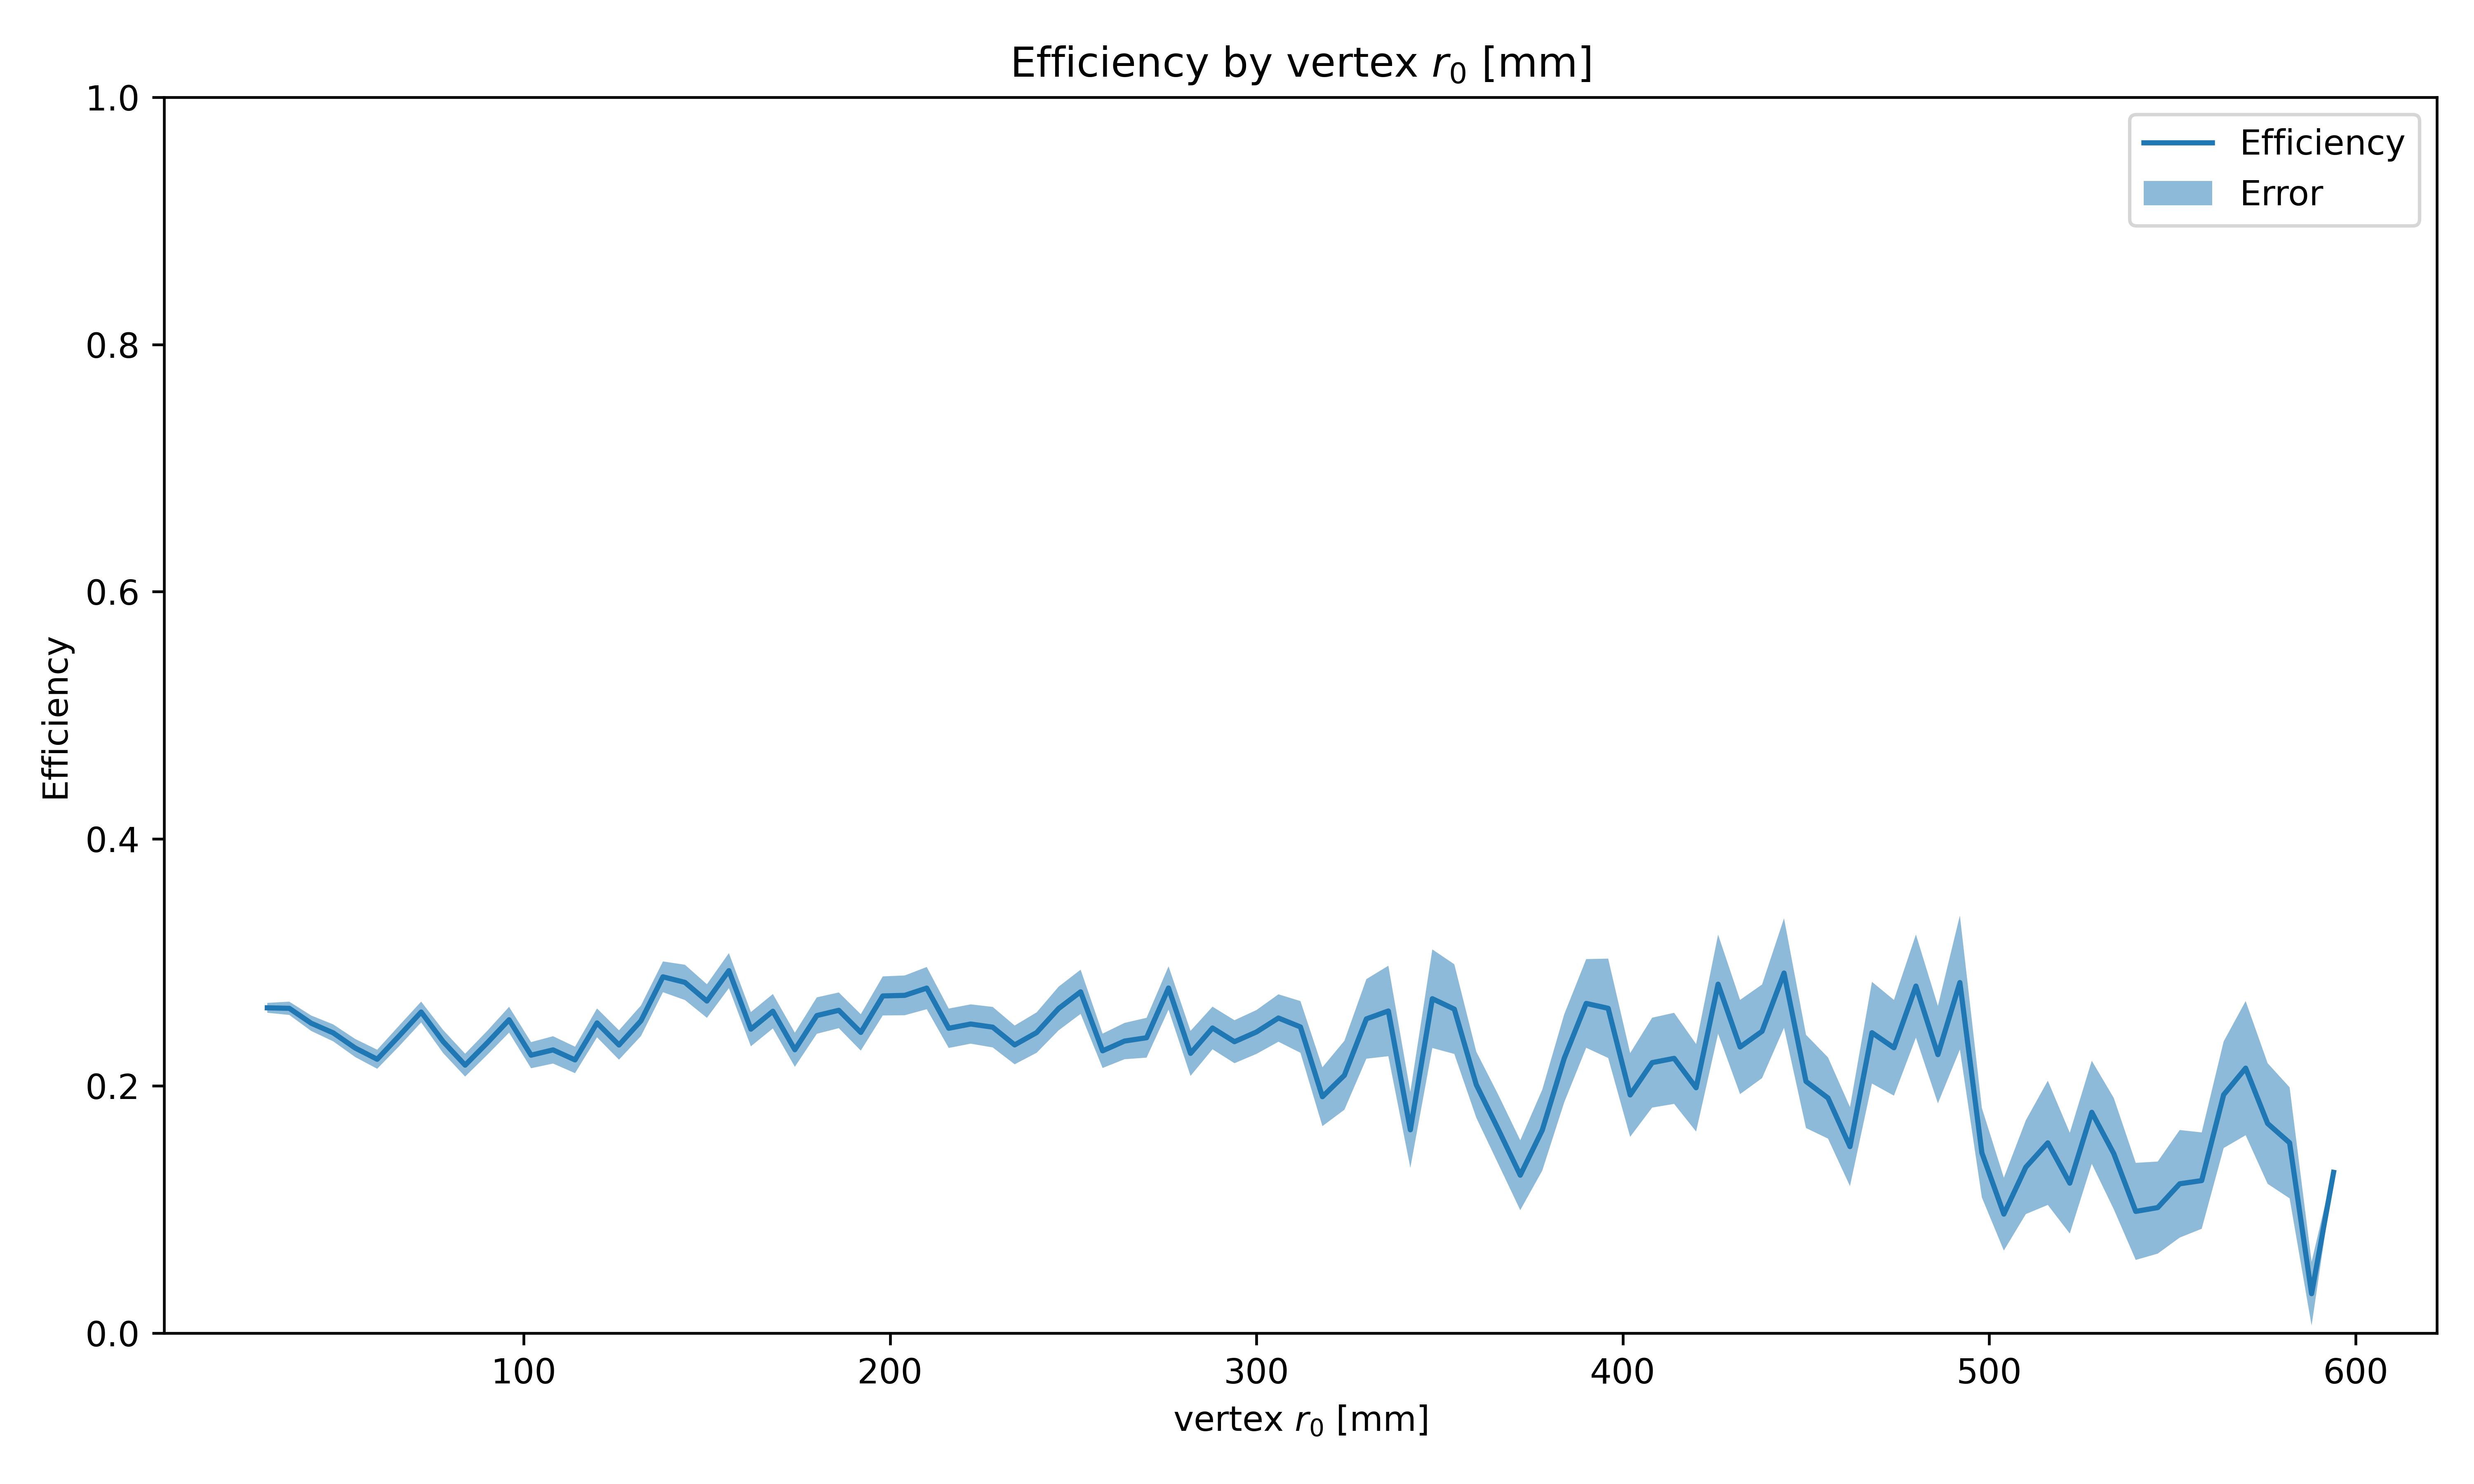 Efficiency by vertex r₀ [mm]
1.0
0.8
0.6
0.4
0.2
0.0
Efficiency
Efficiency
Error
100 200 300 400 500 600
vertex r₀ [mm]